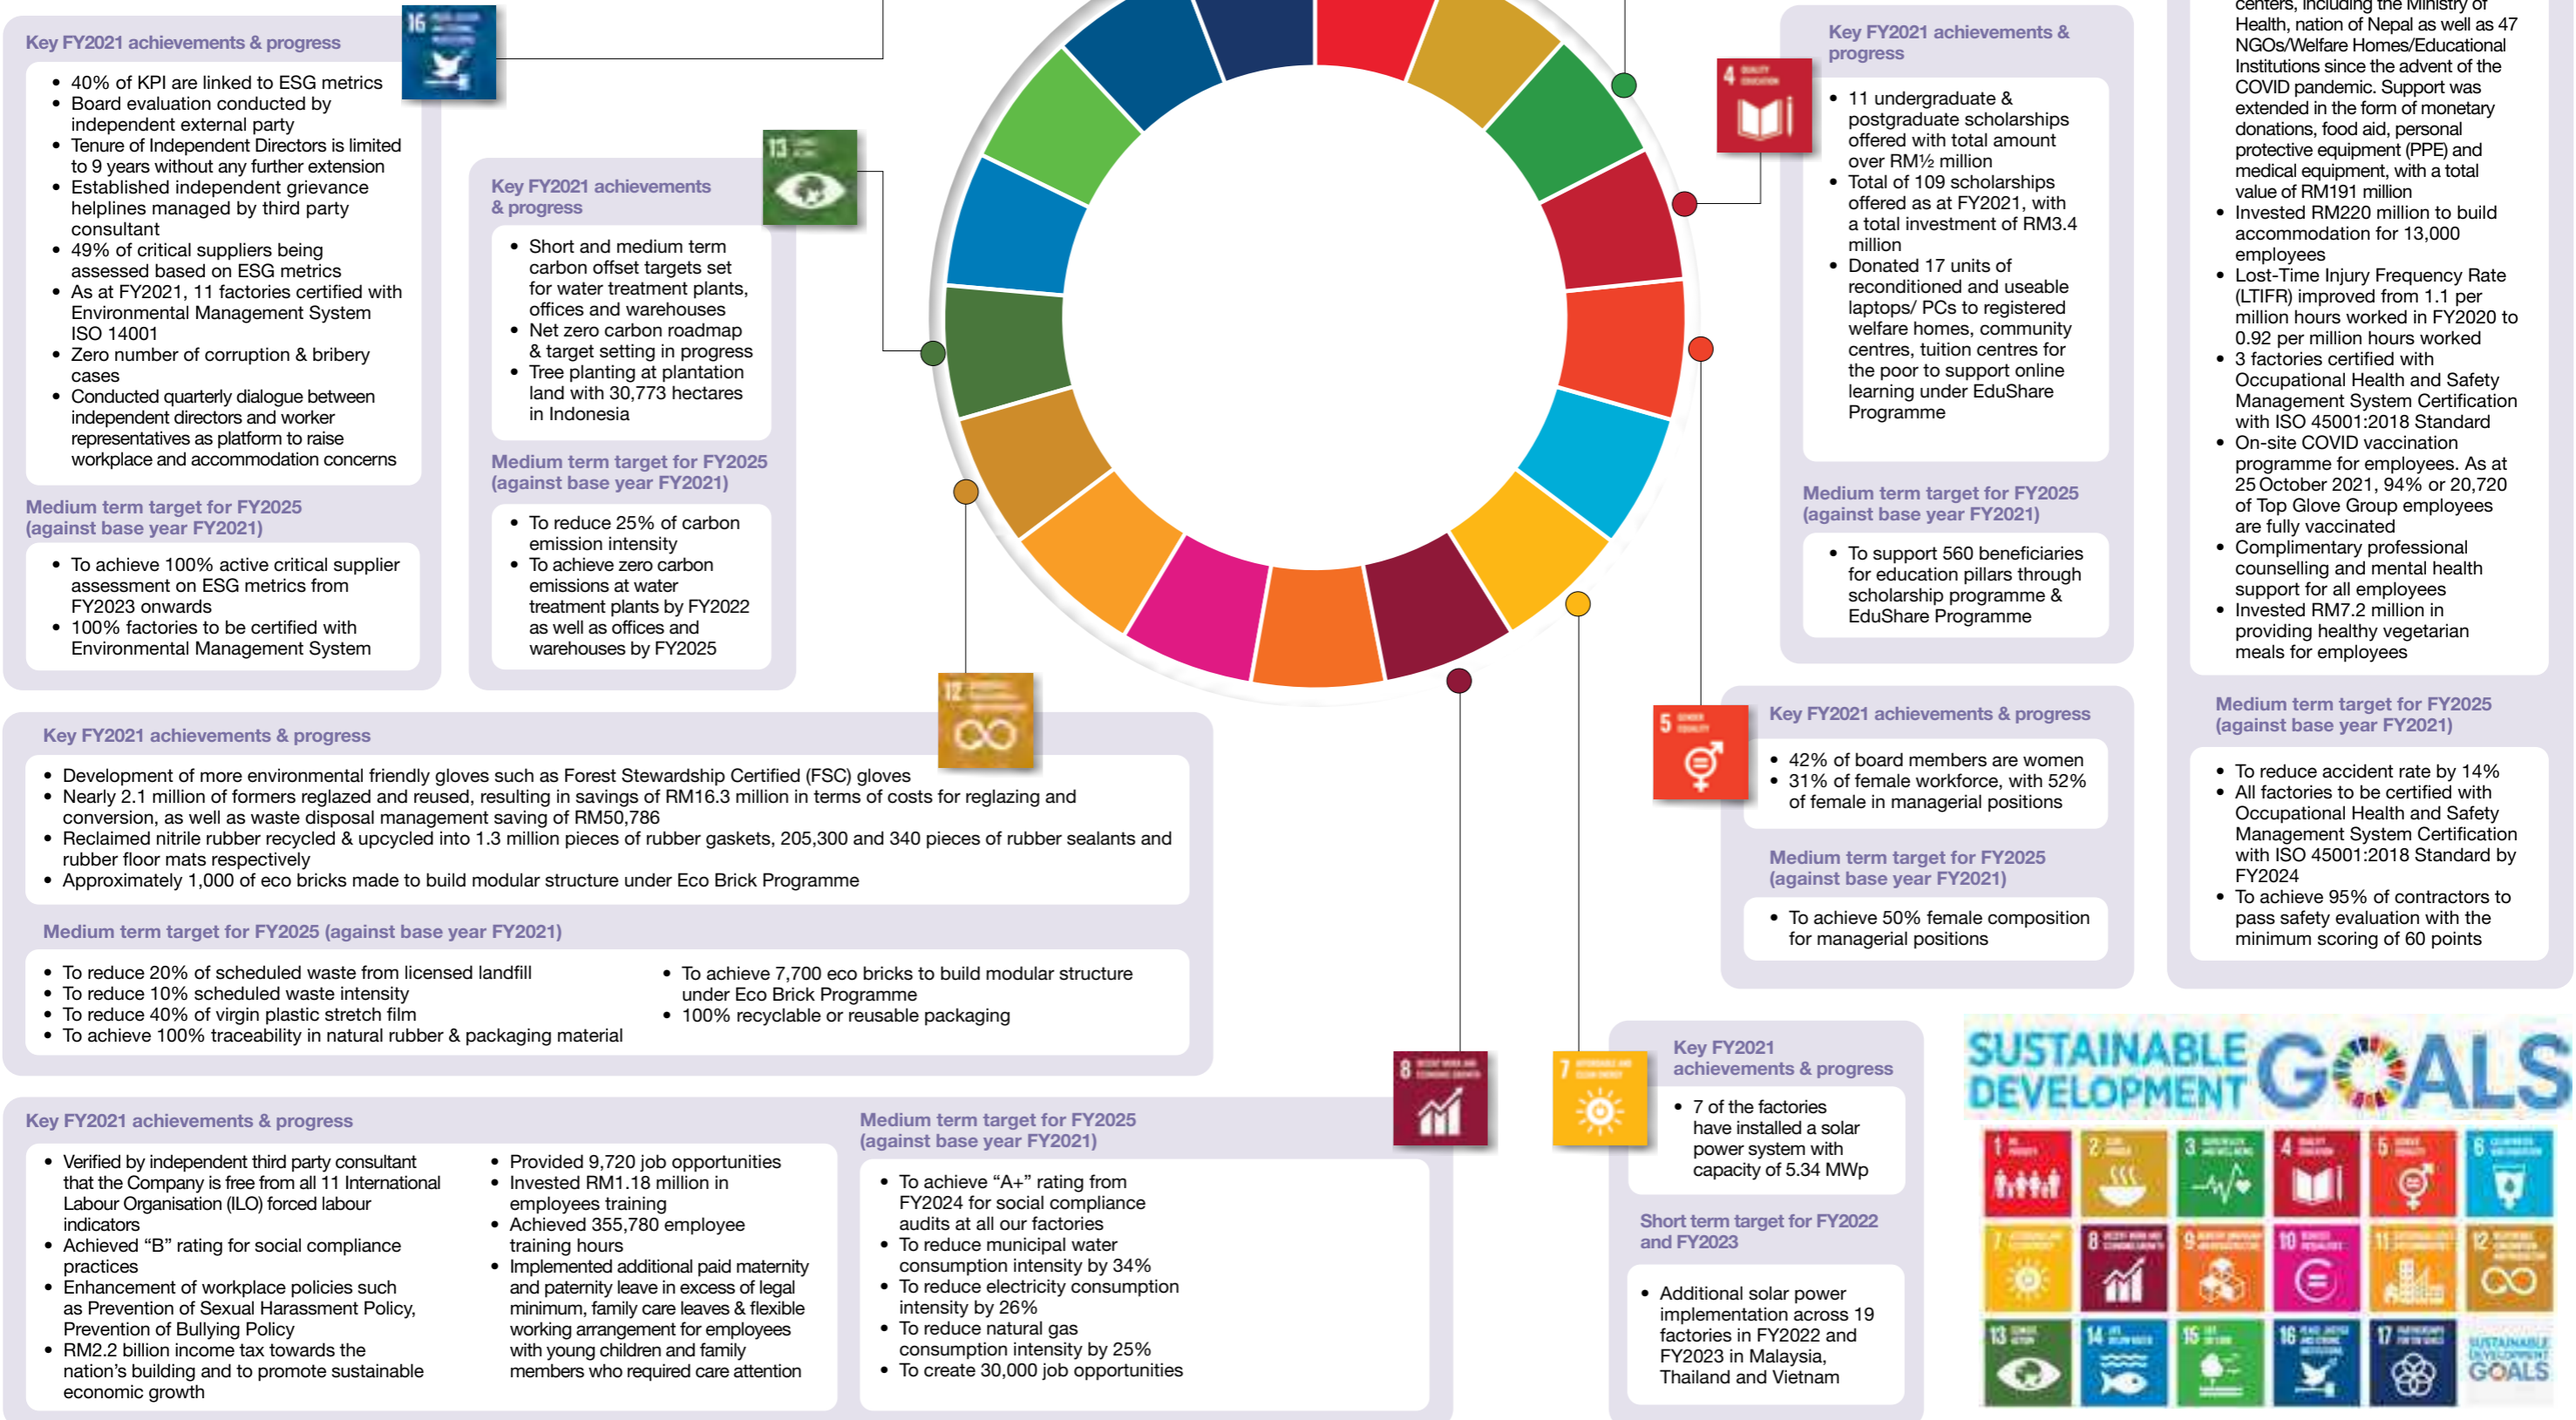 16
Key FY2021 achievements & progress
• 40% of KPI are linked to ESG metrics
• Board evaluation conducted by
independent external party
• Tenure of Independent Directors is limited
to 9 years without any further extension
• Established independent grievance
helplines managed by third party
consultant
• 49% of critical suppliers being
assessed based on ESG metrics
• As at FY2021, 11 factories certified with
Environmental Management System
ISO 14001
• Zero number of corruption & bribery
cases
• Conducted quarterly dialogue between
independent directors and worker
representatives as platform to raise
workplace and accommodation concerns
Medium term target for FY2025
(against base year FY2021)
• To achieve 100% active critical supplier
assessment on ESG metrics from
FY2023 onwards
• 100% factories to be certified with
Environmental Management System
13
Key FY2021 achievements
& progress
• Short and medium term
carbon offset targets set
for water treatment plants,
offices and warehouses
• Net zero carbon roadmap
& target setting in progress
• Tree planting at plantation
land with 30,773 hectares
in Indonesia
Medium term target for FY2025
(against base year FY2021)
• To reduce 25% of carbon
emission intensity
• To achieve zero carbon
emissions at water
treatment plants by FY2022
as well as offices and
warehouses by FY2025
4 QUALITY
EDUCATION
Key FY2021 achievements &
progress
• 11 undergraduate &
postgraduate scholarships
offered with total amount
over RM½ million
• Total of 109 scholarships
offered as at FY2021, with
a total investment of RM3.4
million
• Donated 17 units of
reconditioned and useable
laptops/ PCs to registered
welfare homes, community
centres, tuition centres for
the poor to support online
learning under EduShare
Programme
Medium term target for FY2025
(against base year FY2021)
• To support 560 beneficiaries
for education pillars through
scholarship programme &
EduShare Programme
centers, including the Ministry of
Health, nation of Nepal as well as 47
NGOs/Welfare Homes/Educational
Institutions since the advent of the
COVID pandemic. Support was
extended in the form of monetary
donations, food aid, personal
protective equipment (PPE) and
medical equipment, with a total
value of RM191 million
• Invested RM220 million to build
accommodation for 13,000
employees
• Lost-Time Injury Frequency Rate
(LTIFR) improved from 1.1 per
million hours worked in FY2020 to
0.92 per million hours worked
• 3 factories certified with
Occupational Health and Safety
Management System Certification
with ISO 45001:2018 Standard
• On-site COVID vaccination
programme for employees. As at
25 October 2021, 94% or 20,720
of Top Glove Group employees
are fully vaccinated
• Complimentary professional
counselling and mental health
support for all employees
• Invested RM7.2 million in
providing healthy vegetarian
meals for employees
Medium term target for FY2025
(against base year FY2021)
• To reduce accident rate by 14%
• All factories to be certified with
Occupational Health and Safety
Management System Certification
with ISO 45001:2018 Standard by
FY2024
• To achieve 95% of contractors to
pass safety evaluation with the
minimum scoring of 60 points
5 GENDER
EQUALITY
Key FY2021 achievements & progress
• 42% of board members are women
• 31% of female workforce, with 52%
of female in managerial positions
Medium term target for FY2025
(against base year FY2021)
• To achieve 50% female composition
for managerial positions
12
Key FY2021 achievements & progress
• Development of more environmental friendly gloves such as Forest Stewardship Certified (FSC) gloves
• Nearly 2.1 million of formers reglazed and reused, resulting in savings of RM16.3 million in terms of costs for reglazing and
conversion, as well as waste disposal management saving of RM50,786
• Reclaimed nitrile rubber recycled & upcycled into 1.3 million pieces of rubber gaskets, 205,300 and 340 pieces of rubber sealants and
rubber floor mats respectively
• Approximately 1,000 of eco bricks made to build modular structure under Eco Brick Programme
Medium term target for FY2025 (against base year FY2021)
• To reduce 20% of scheduled waste from licensed landfill
• To reduce 10% scheduled waste intensity
• To reduce 40% of virgin plastic stretch film
• To achieve 100% traceability in natural rubber & packaging material
• To achieve 7,700 eco bricks to build modular structure
under Eco Brick Programme
• 100% recyclable or reusable packaging
8 DECENT WORK AND
ECONOMIC GROWTH
Key FY2021 achievements & progress
• Verified by independent third party consultant
that the Company is free from all 11 International
Labour Organisation (ILO) forced labour
indicators
• Achieved “B” rating for social compliance
practices
• Enhancement of workplace policies such
as Prevention of Sexual Harassment Policy,
Prevention of Bullying Policy
• RM2.2 billion income tax towards the
nation’s building and to promote sustainable
economic growth
• Provided 9,720 job opportunities
• Invested RM1.18 million in
employees training
• Achieved 355,780 employee
training hours
• Implemented additional paid maternity
and paternity leave in excess of legal
minimum, family care leaves & flexible
working arrangement for employees
with young children and family
members who required care attention
Medium term target for FY2025
(against base year FY2021)
• To achieve “A+” rating from
FY2024 for social compliance
audits at all our factories
• To reduce municipal water
consumption intensity by 34%
• To reduce electricity consumption
intensity by 26%
• To reduce natural gas
consumption intensity by 25%
• To create 30,000 job opportunities
7 AFFORDABLE AND
CLEAN ENERGY
Key FY2021
achievements & progress
• 7 of the factories
have installed a solar
power system with
capacity of 5.34 MWp
Short term target for FY2022
and FY2023
• Additional solar power
implementation across 19
factories in FY2022 and
FY2023 in Malaysia,
Thailand and Vietnam
SUSTAINABLE
DEVELOPMENT
GOALS
1
2
3
4
5
6
7
8
9
10
11
12
13
14
15
16
17
SUSTAINABLE
DEVELOPMENT
GOALS